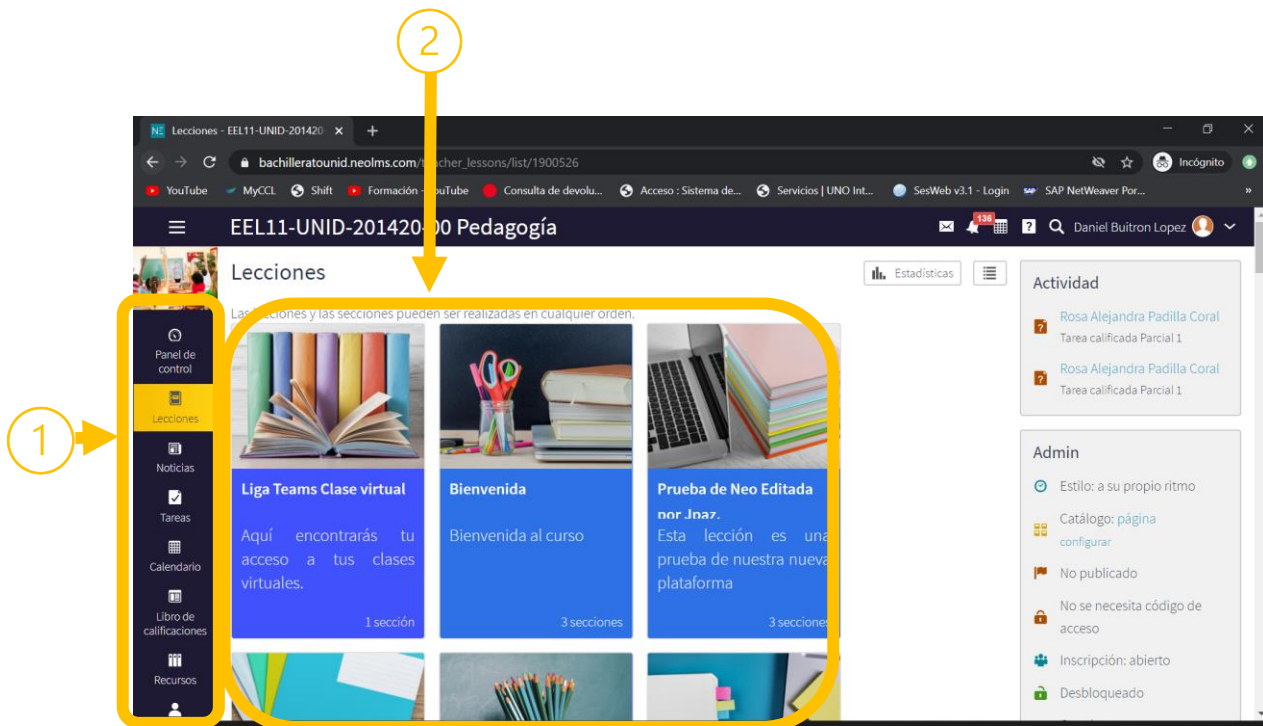 2
Lecciones - EEL11-UNID-201420-
bachilleratounid.neolms.com/teacher_lessons/list/1900526
Incógnito
YouTube MyCCL Shift Formación - YouTube Consulta de devolu... Acceso : Sistema de... Servicios | UNO Int... SesWeb v3.1 - Login SAP NetWeaver Por... »
EEL11-UNID-201420-00 Pedagogía
136
Daniel Buitron Lopez
Lecciones
Estadísticas
Las lecciones y las secciones pueden ser realizadas en cualquier orden.
1
Panel de
control
Lecciones
Noticias
Tareas
Calendario
Libro de
calificaciones
Recursos
Liga Teams Clase virtual
Aquí encontrarás tu
acceso a tus clases
virtuales.
1 sección
Bienvenida
Bienvenida al curso
3 secciones
Prueba de Neo Editada
por Jpaz.
Esta lección es una
prueba de nuestra nueva
plataforma
3 secciones
Actividad
Rosa Alejandra Padilla Coral
Tarea calificada Parcial 1
Rosa Alejandra Padilla Coral
Tarea calificada Parcial 1
Admin
Estilo: a su propio ritmo
Catálogo: página
configurar
No publicado
No se necesita código de
acceso
Inscripción: abierto
Desbloqueado